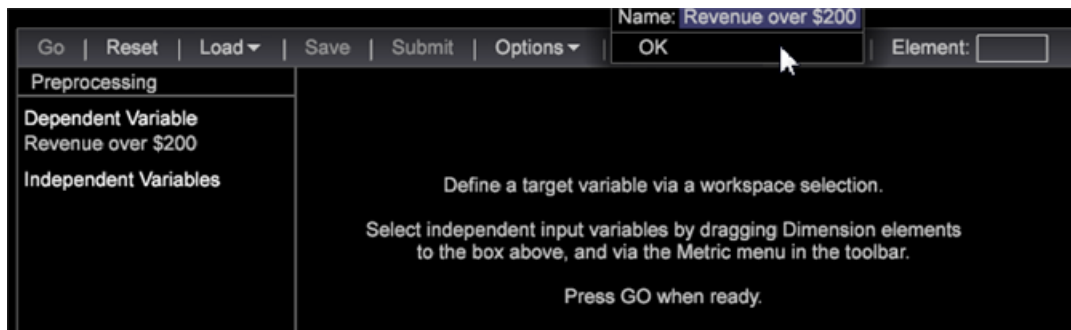 Name: Revenue over $200
Go | Reset | Load | Save | Submit | Options | OK | Element:
Preprocessing
Dependent Variable
Revenue over $200
Independent Variables
Define a target variable via a workspace selection.
Select independent input variables by dragging Dimension elements
to the box above, and via the Metric menu in the toolbar.
Press GO when ready.